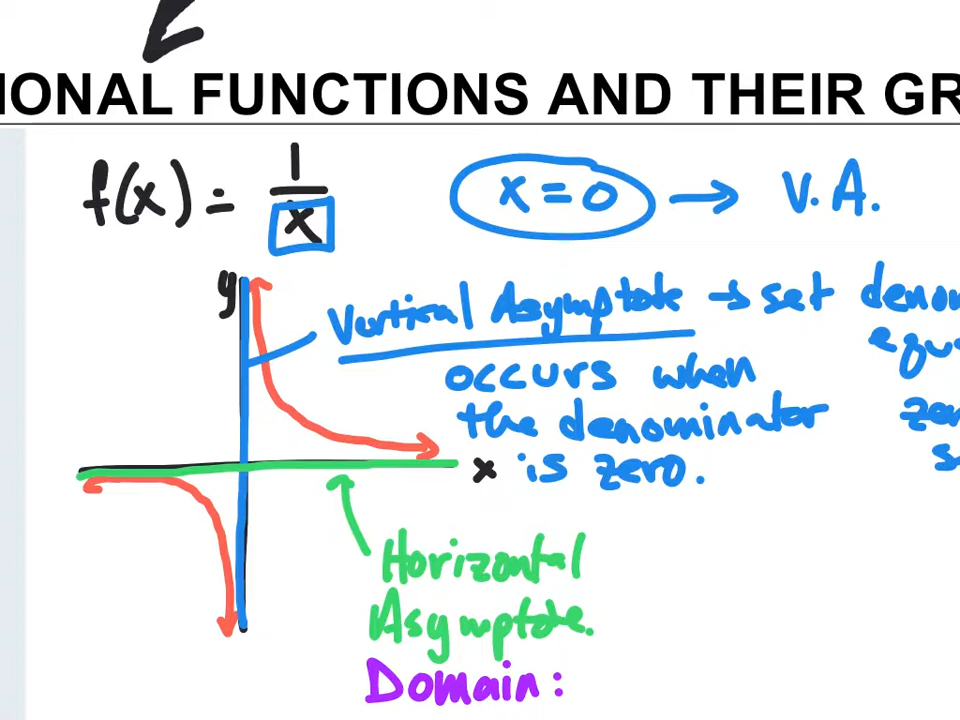 IONAL FUNCTIONS AND THEIR GR
f(x) = 1/x x = 0 → V.A.
y
Vertical Asymptote → set denom
equ
occurs when
the denominator
is zero.
x
Horizontal
Asymptote.
Domain: